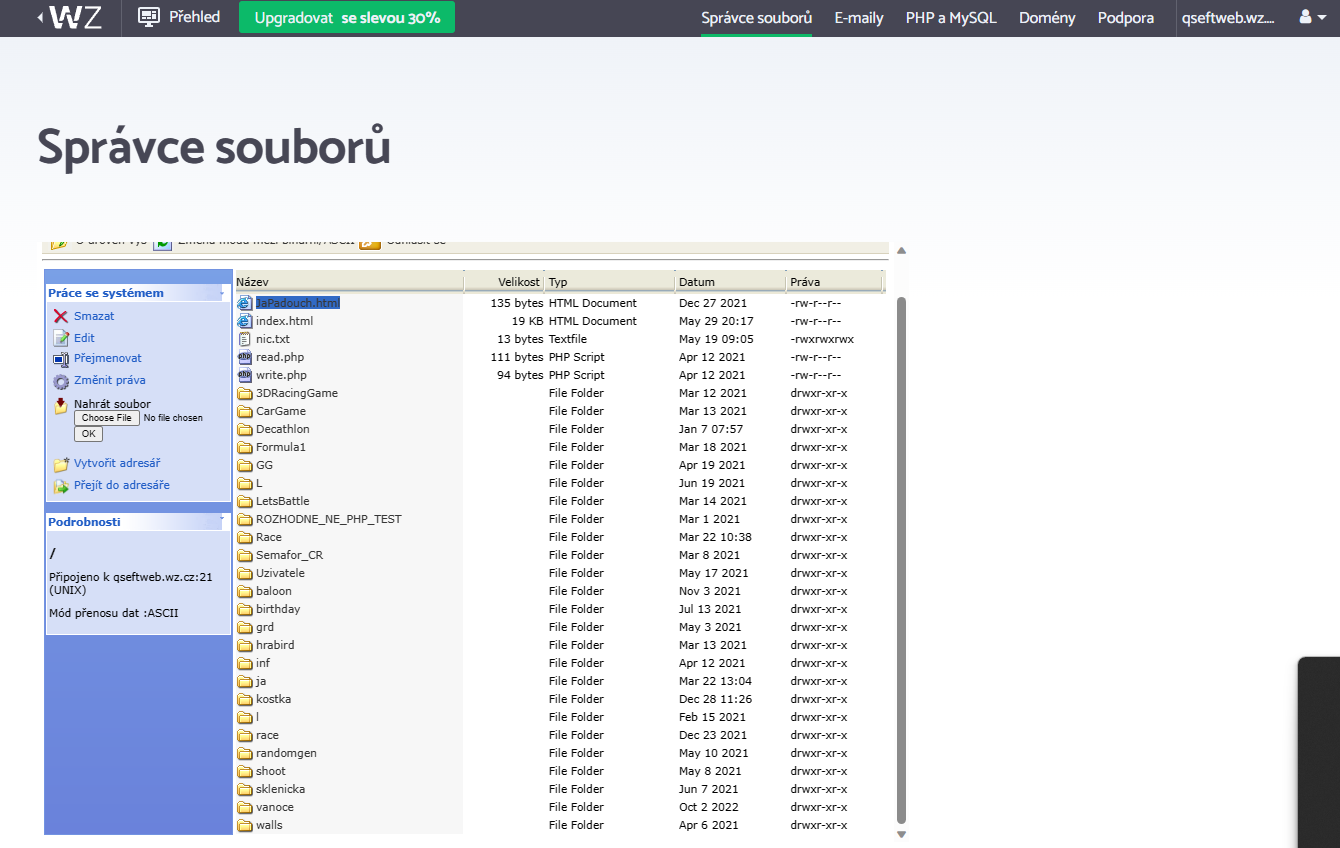 WZ Přehled Upgradovat se slevou 30% Správce souborů E-maily PHP a MySQL Domény Podpora qseftweb.wz....
Správce souborů
Název Velikost Typ Datum Práva
Práce se systémem
Smazat
Edit
Přejmenovat
Změnit práva
Nahrát soubor
Choose File No file chosen
OK
Vytvořit adresář
Přejít do adresáře
Podrobnosti
/
Připojeno k qseftweb.wz.cz:21
(UNIX)
Mód přenosu dat :ASCII
JaPadouch.html 135 bytes HTML Document Dec 27 2021 -rw-r--r--
index.html 19 KB HTML Document May 29 20:17 -rw-r--r--
nic.txt 13 bytes Textfile May 19 09:05 -rwxrwxrwx
read.php 111 bytes PHP Script Apr 12 2021 -rw-r--r--
write.php 94 bytes PHP Script Apr 12 2021 -rw-r--r--
3DRacingGame File Folder Mar 12 2021 drwxr-xr-x
CarGame File Folder Mar 13 2021 drwxr-xr-x
Decathlon File Folder Jan 7 07:57 drwxr-xr-x
Formula1 File Folder Mar 18 2021 drwxr-xr-x
GG File Folder Apr 19 2021 drwxr-xr-x
L File Folder Jun 19 2021 drwxr-xr-x
LetsBattle File Folder Mar 14 2021 drwxr-xr-x
ROZHODNE_NE_PHP_TEST File Folder Mar 1 2021 drwxr-xr-x
Race File Folder Mar 22 10:38 drwxr-xr-x
Semafor_CR File Folder Mar 8 2021 drwxr-xr-x
Uzivatele File Folder May 17 2021 drwxr-xr-x
baloon File Folder Nov 3 2021 drwxr-xr-x
birthday File Folder Jul 13 2021 drwxr-xr-x
grd File Folder May 3 2021 drwxr-xr-x
hrabird File Folder Mar 13 2021 drwxr-xr-x
inf File Folder Apr 12 2021 drwxr-xr-x
ja File Folder Mar 22 13:04 drwxr-xr-x
kostka File Folder Dec 28 11:26 drwxr-xr-x
l File Folder Feb 15 2021 drwxr-xr-x
race File Folder Dec 23 2021 drwxr-xr-x
randomgen File Folder May 10 2021 drwxr-xr-x
shoot File Folder May 8 2021 drwxr-xr-x
sklenicka File Folder Jun 7 2021 drwxr-xr-x
vanoce File Folder Oct 2 2022 drwxr-xr-x
walls File Folder Apr 6 2021 drwxr-xr-x